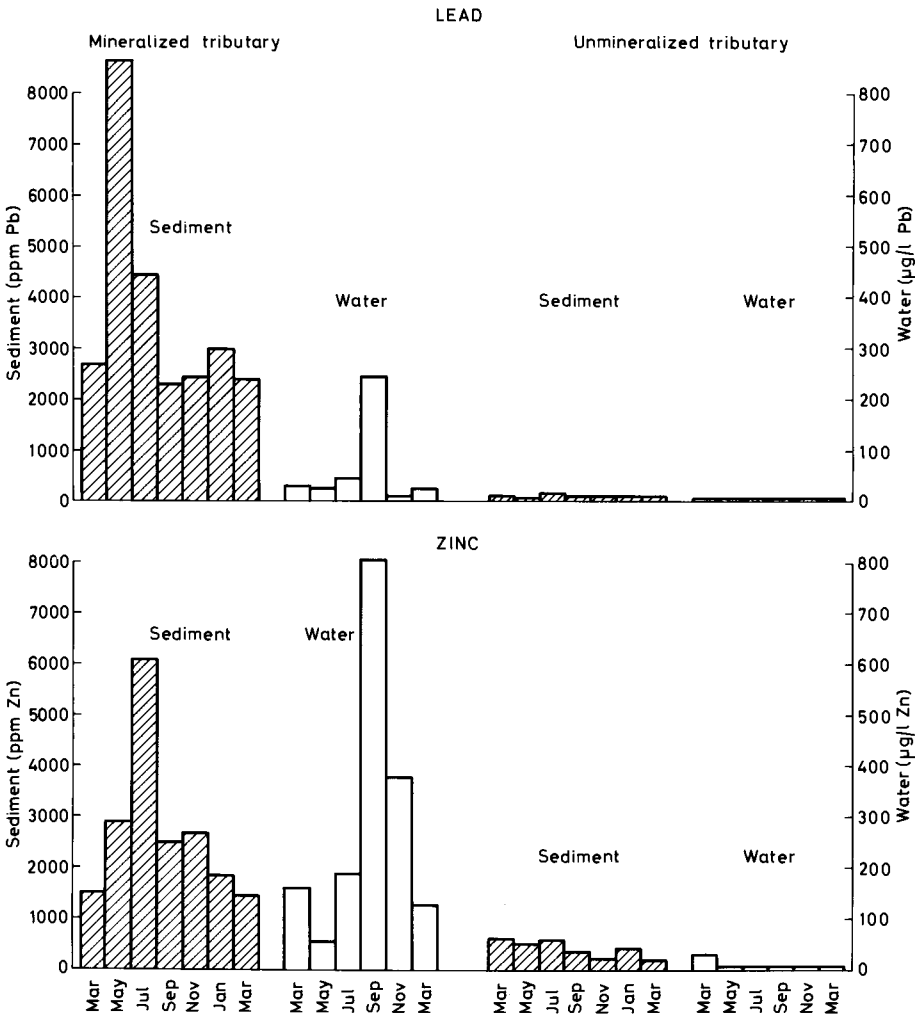 LEAD
Mineralized tributary
Unmineralized tributary
8000
7000
6000
5000
4000
3000
2000
1000
0
Sediment (ppm Pb)
Sediment
Water
Sediment
Water
800
700
600
500
400
300
200
100
0
Water (µg/l Pb)
ZINC
8000
7000
6000
5000
4000
3000
2000
1000
0
Sediment (ppm Zn)
Sediment
Water
Sediment
Water
800
700
600
500
400
300
200
100
0
Water (µg/l Zn)
Mar May Jul Sep Nov Jan Mar
Mar May Jul Sep Nov Mar
Mar May Jul Sep Nov Jan Mar
Mar May Jul Sep Nov Mar